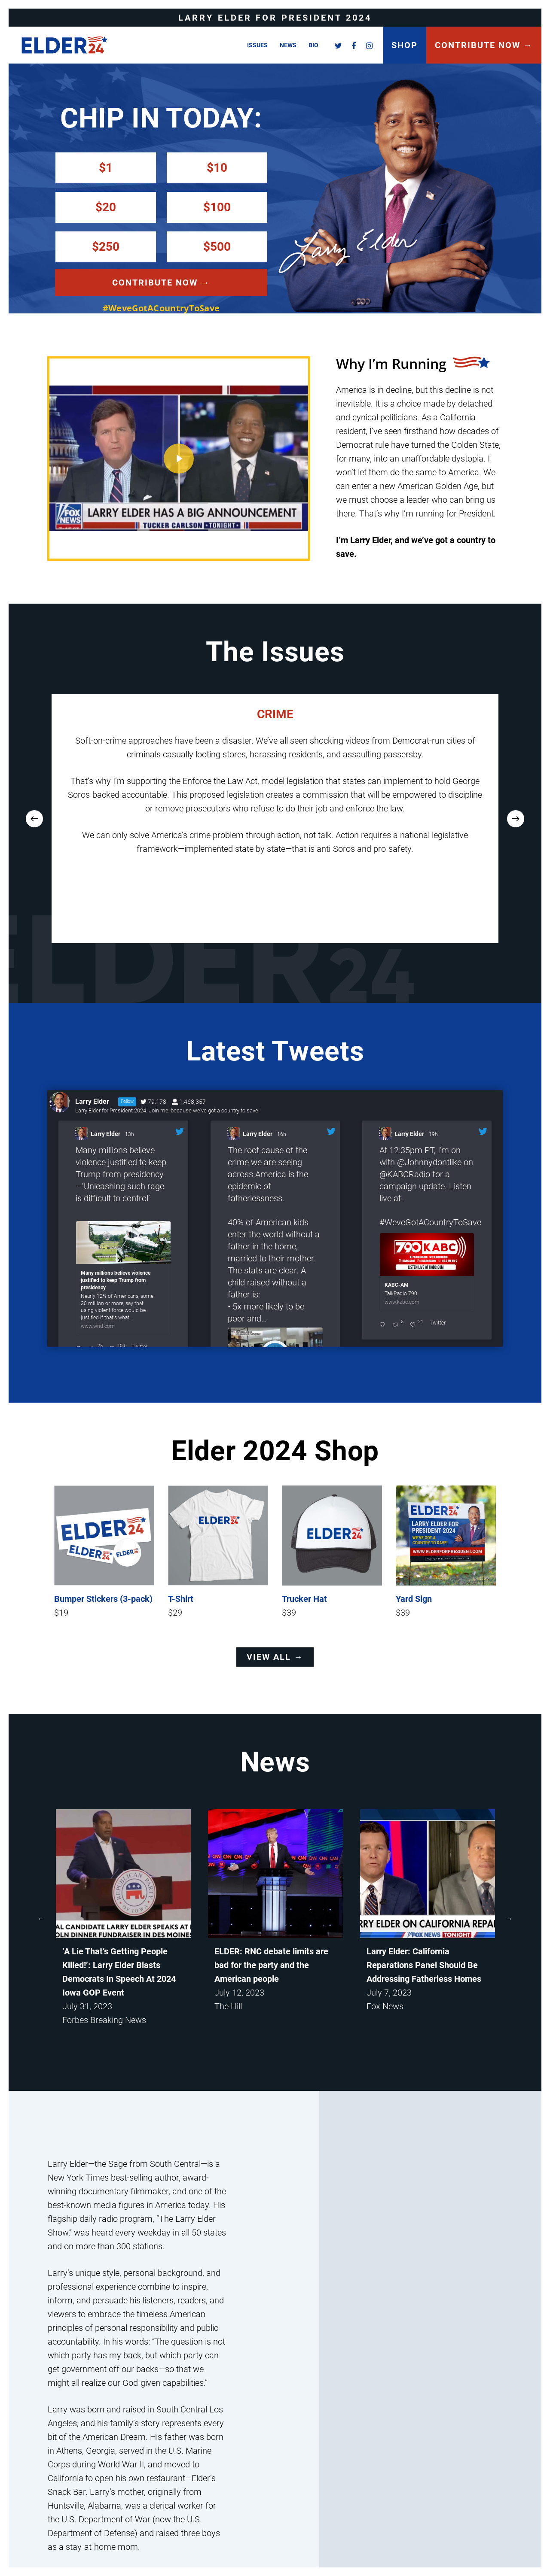 LARRY ELDER FOR PRESIDENT 2024
ELDER24
ISSUES NEWS BIO
SHOP
CONTRIBUTE NOW →
CHIP IN TODAY:
$1 $10
$20 $100
$250 $500
CONTRIBUTE NOW →
#WeveGotACountryToSave
Larry Elder
FOX NEWS
LARRY ELDER HAS A BIG ANNOUNCEMENT
TUCKER CARLSON TONIGHT
Why I'm Running
America is in decline, but this decline is not
inevitable. It is a choice made by detached
and cynical politicians. As a California
resident, I've seen firsthand how decades of
Democrat rule have turned the Golden State,
for many, into an unaffordable dystopia. I
won't let them do the same to America. We
can enter a new American Golden Age, but
we must choose a leader who can bring us
there. That's why I'm running for President.
I'm Larry Elder, and we've got a country to
save.
The Issues
CRIME
Soft-on-crime approaches have been a disaster. We've all seen shocking videos from Democrat-run cities of
criminals casually looting stores, harassing residents, and assaulting passersby.
That's why I'm supporting the Enforce the Law Act, model legislation that states can implement to hold George
Soros-backed accountable. This proposed legislation creates a commission that will be empowered to discipline
or remove prosecutors who refuse to do their job and enforce the law.
We can only solve America's crime problem through action, not talk. Action requires a national legislative
framework—implemented state by state—that is anti-Soros and pro-safety.
ELDER24
Latest Tweets
Larry Elder Follow 79,178 1,468,357
Larry Elder for President 2024. Join me, because we've got a country to save!
Larry Elder 13h
Many millions believe
violence justified to keep
Trump from presidency
—'Unleashing such rage
is difficult to control'
Many millions believe violence
justified to keep Trump from
presidency
Nearly 12% of Americans, some
30 million or more, say that
using violent force would be
justified if that's what...
www.wnd.com
Larry Elder 16h
The root cause of the
crime we are seeing
across America is the
epidemic of
fatherlessness.
40% of American kids
enter the world without a
father in the home,
married to their mother.
The stats are clear. A
child raised without a
father is:
• 5x more likely to be
poor and...
Larry Elder 19h
At 12:35pm PT, I'm on
with @Johnnydontlike on
@KABCRadio for a
campaign update. Listen
live at .
#WeveGotACountryToSave
790 KABC
KABC-AM
TalkRadio 790
www.kabc.com
Twitter
Elder 2024 Shop
ELDER24
LARRY ELDER FOR
PRESIDENT 2024
WE'VE GOT A
COUNTRY TO SAVE!
WWW.ELDERFORPRESIDENT.COM
Bumper Stickers (3-pack) T-Shirt Trucker Hat Yard Sign
$19 $29 $39 $39
VIEW ALL →
News
AL CANDIDATE LARRY ELDER SPEAKS AT
OLN DINNER FUNDRAISER IN DES MOINES
'A Lie That's Getting People
Killed!': Larry Elder Blasts
Democrats In Speech At 2024
Iowa GOP Event
July 31, 2023
Forbes Breaking News
ELDER: RNC debate limits are
bad for the party and the
American people
July 12, 2023
The Hill
RRY ELDER ON CALIFORNIA REPA
FOX NEWS TONIGHT
Larry Elder: California
Reparations Panel Should Be
Addressing Fatherless Homes
July 7, 2023
Fox News
Larry Elder—the Sage from South Central—is a
New York Times best-selling author, award-
winning documentary filmmaker, and one of the
best-known media figures in America today. His
flagship daily radio program, "The Larry Elder
Show," was heard every weekday in all 50 states
and on more than 300 stations.
Larry's unique style, personal background, and
professional experience combine to inspire,
inform, and persuade his listeners, readers, and
viewers to embrace the timeless American
principles of personal responsibility and public
accountability. In his words: "The question is not
which party has my back, but which party can
get government off our backs—so that we
might all realize our God-given capabilities."
Larry was born and raised in South Central Los
Angeles, and his family's story represents every
bit of the American Dream. His father was born
in Athens, Georgia, served in the U.S. Marine
Corps during World War II, and moved to
California to open his own restaurant—Elder's
Snack Bar. Larry's mother, originally from
Huntsville, Alabama, was a clerical worker for
the U.S. Department of War (now the U.S.
Department of Defense) and raised three boys
as a stay-at-home mom.